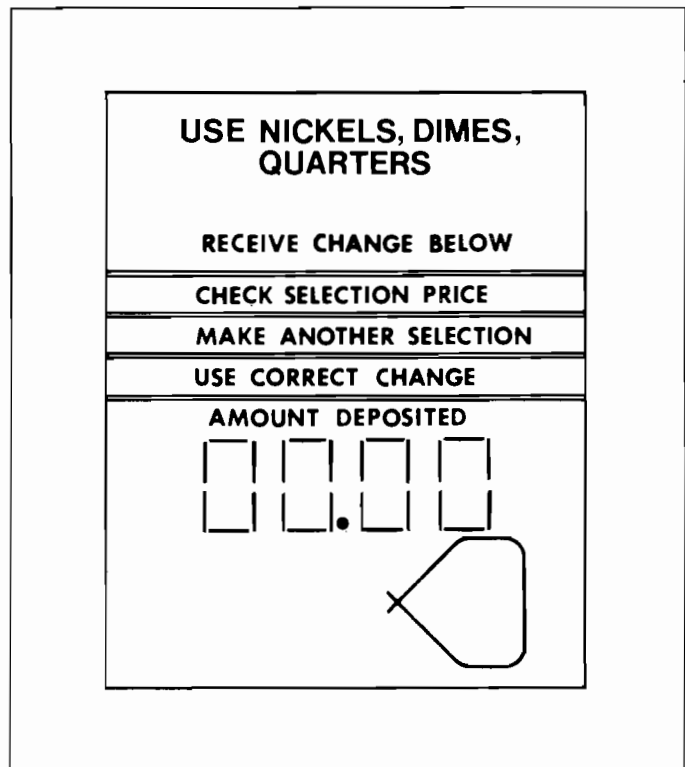 USE NICKELS, DIMES,
QUARTERS
RECEIVE CHANGE BELOW
CHECK SELECTION PRICE
MAKE ANOTHER SELECTION
USE CORRECT CHANGE
AMOUNT DEPOSITED
00.00